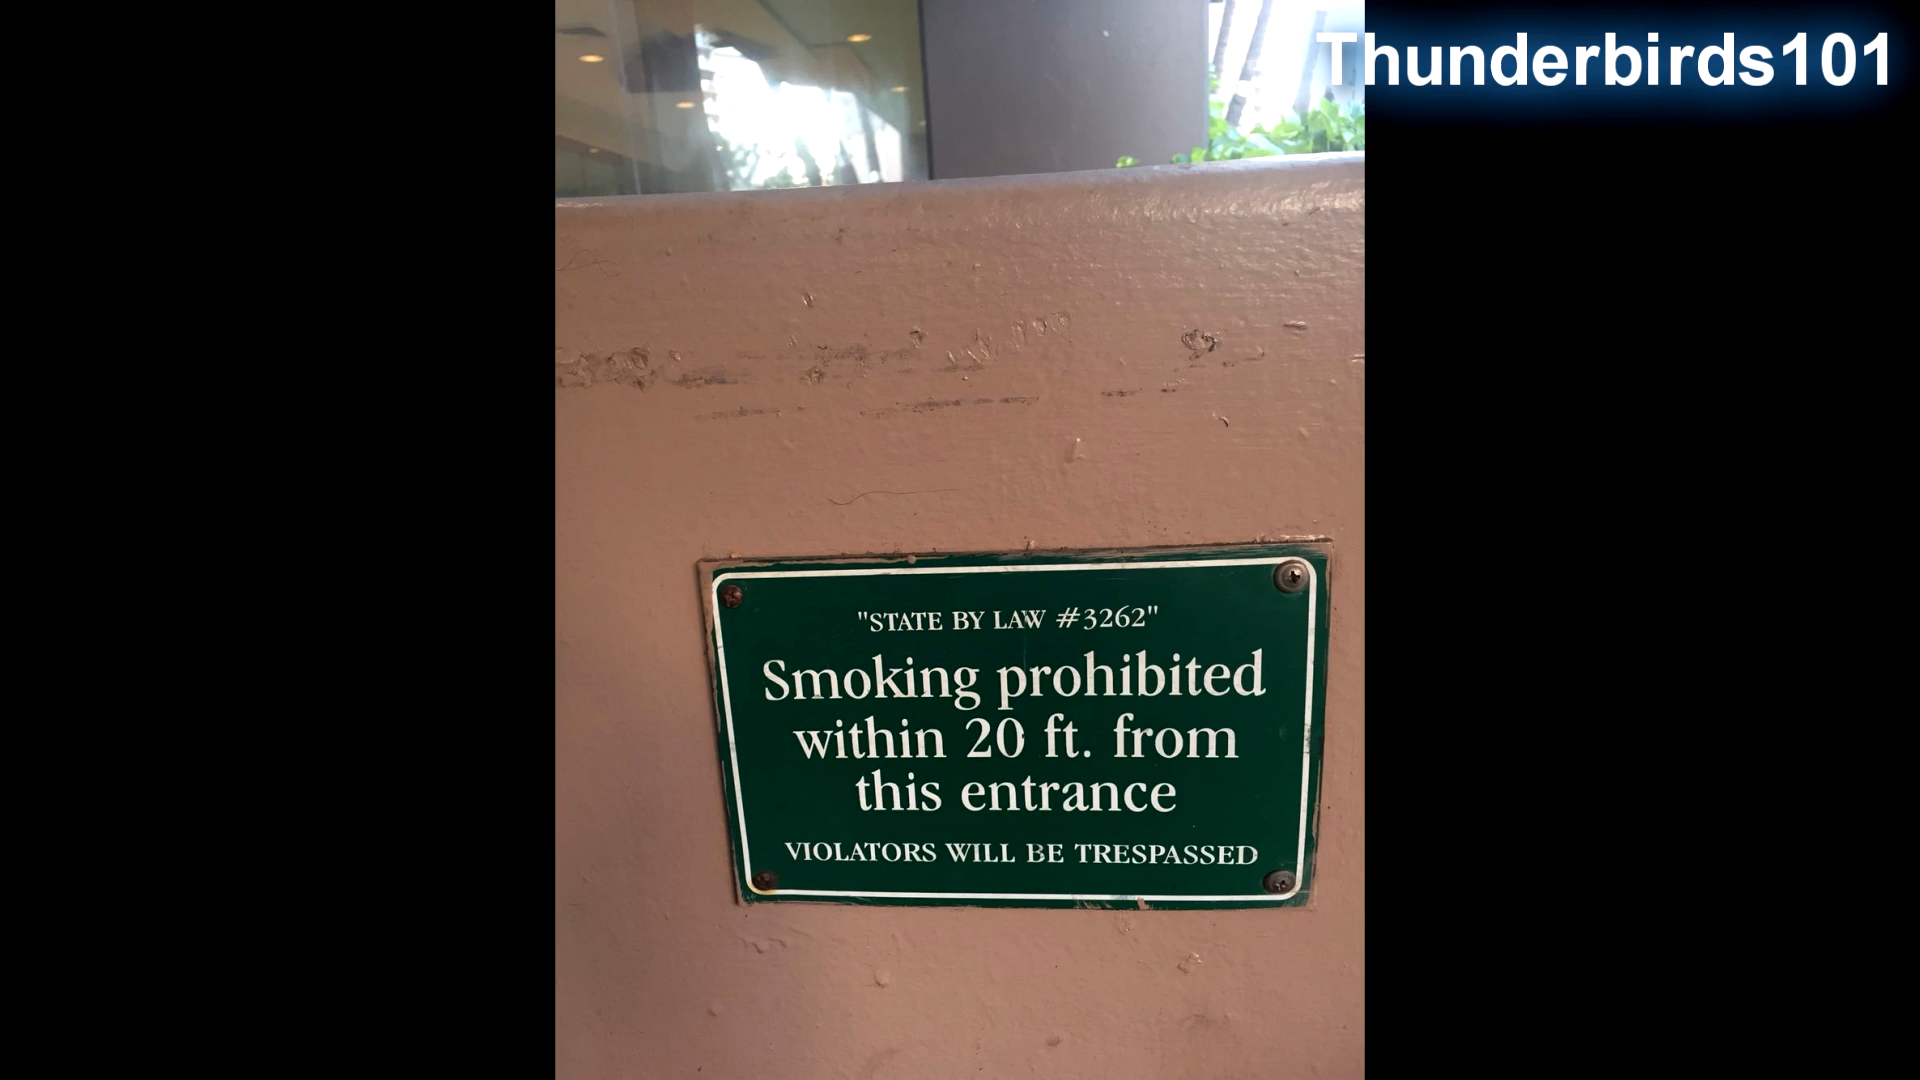 Thunderbirds101
"STATE BY LAW #3262"
Smoking prohibited
within 20 ft. from
this entrance
VIOLATORS WILL BE TRESPASSED